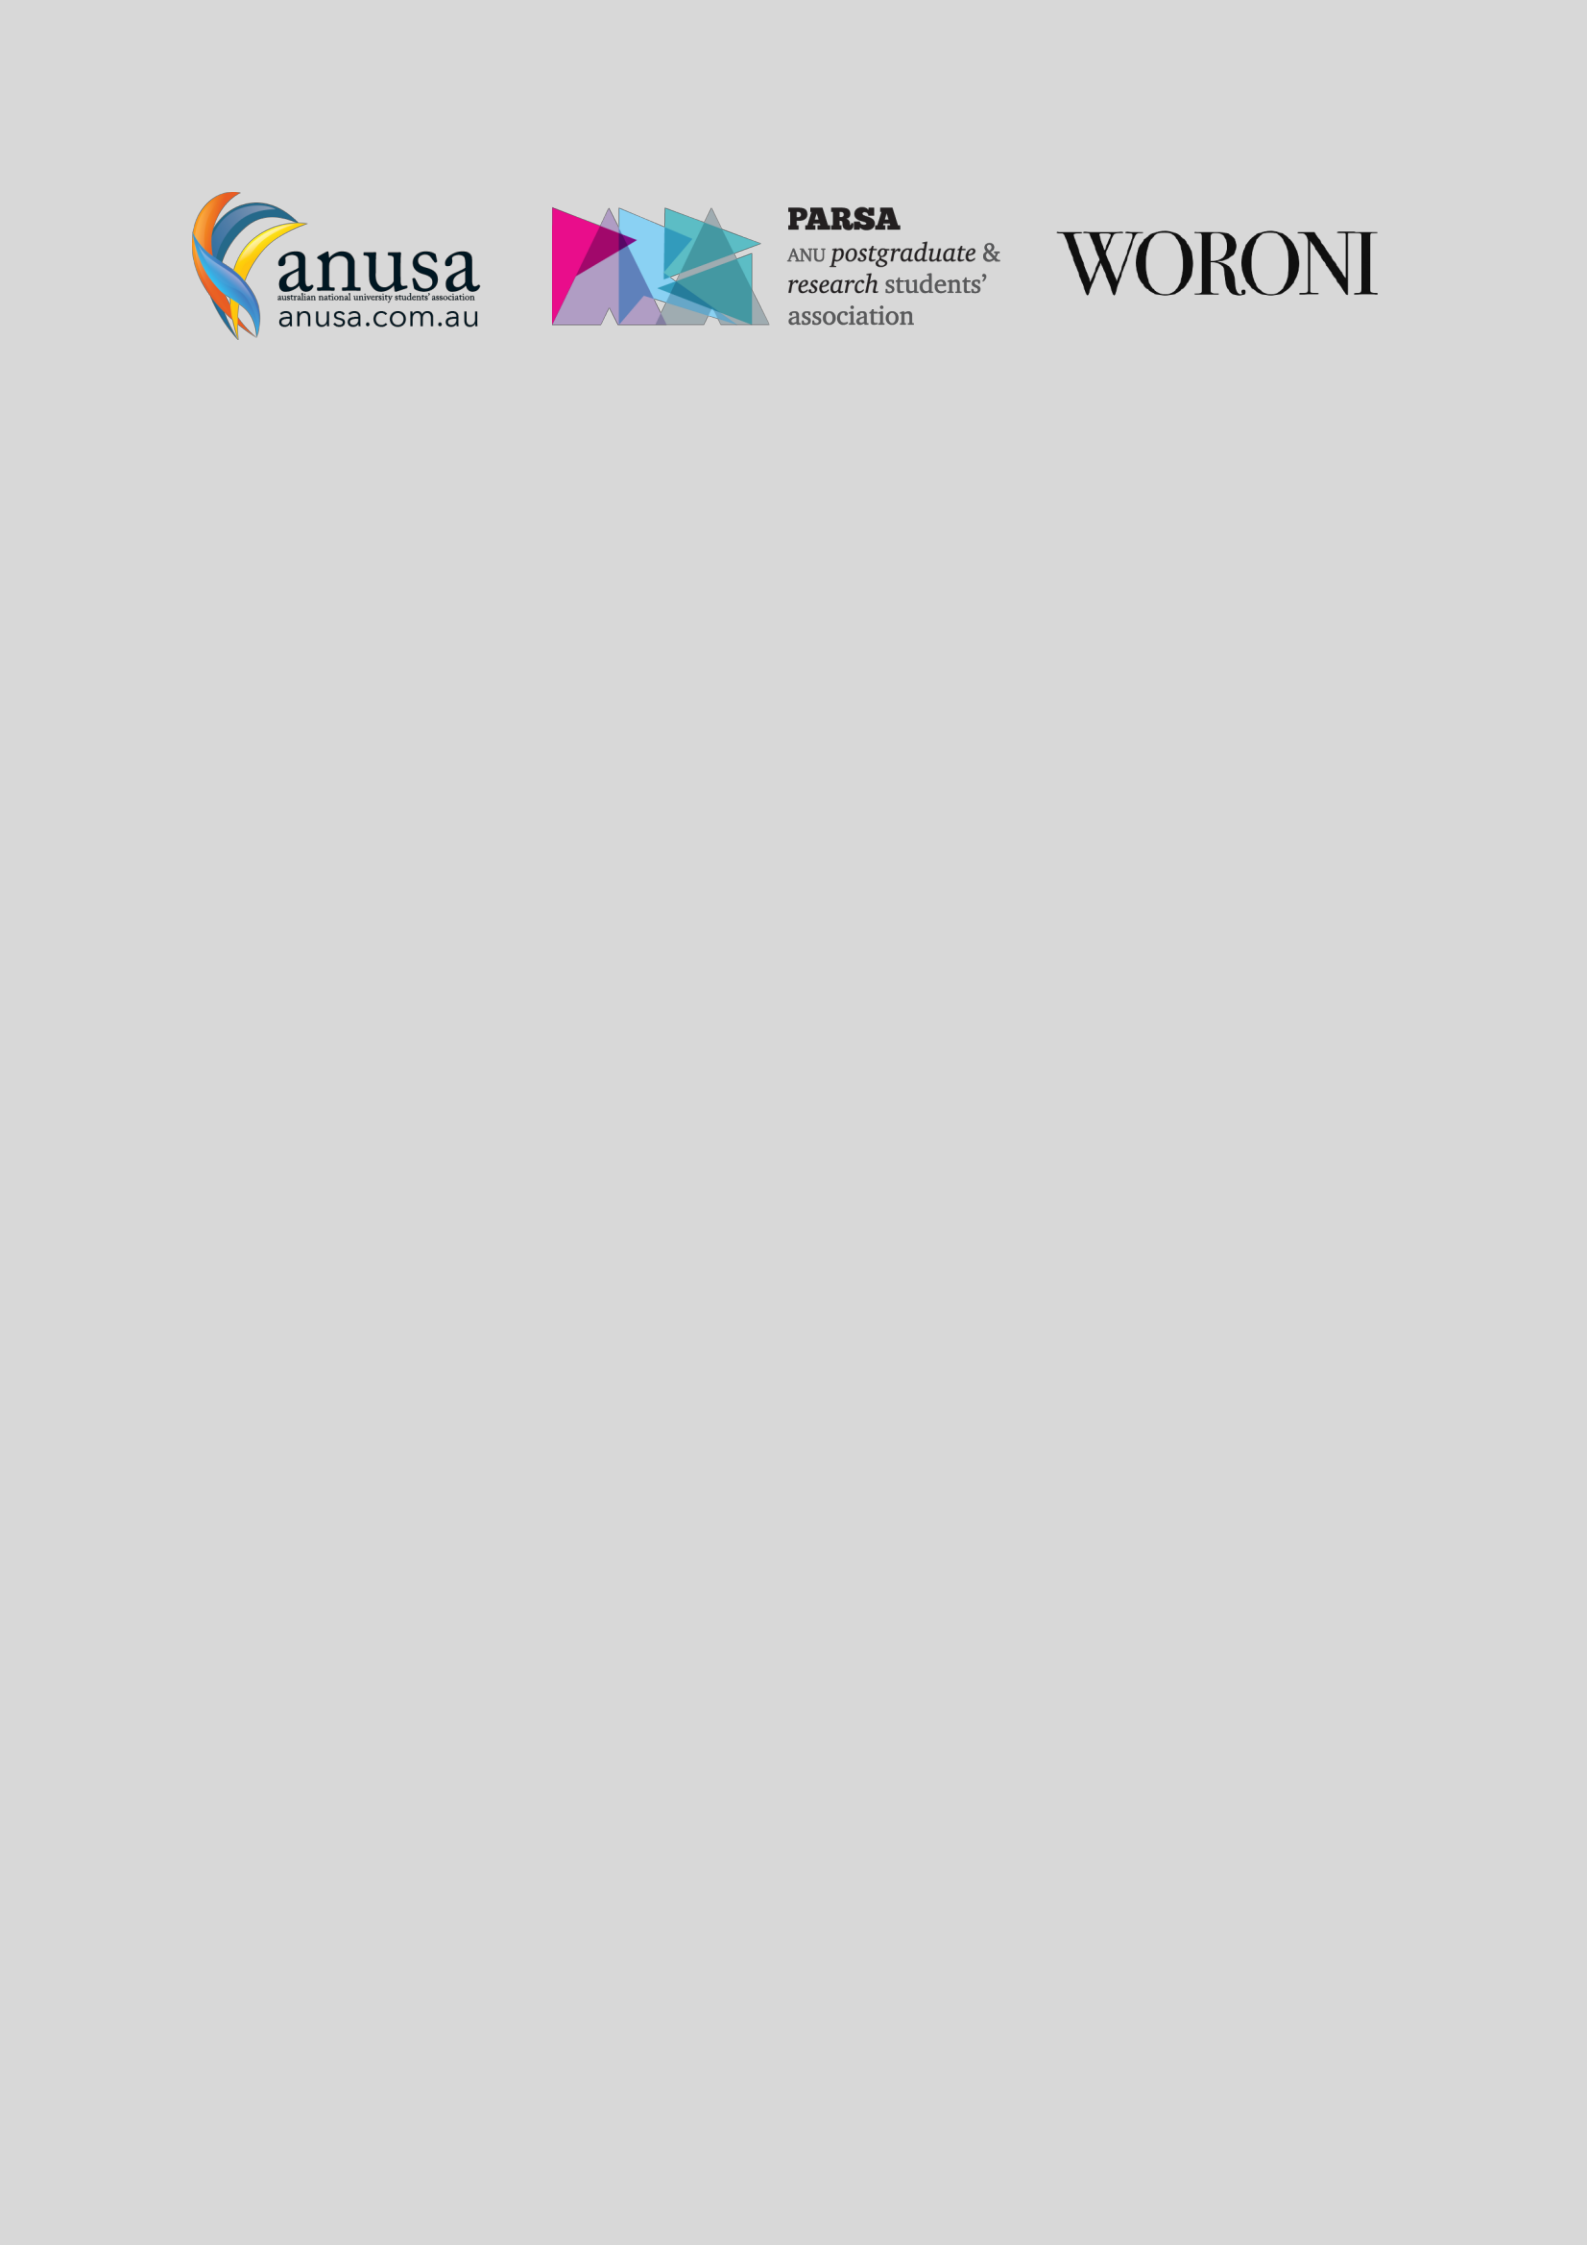 anusa
australian national university students' association
anusa.com.au
PARSA
ANU postgraduate &
research students'
association
WORONI